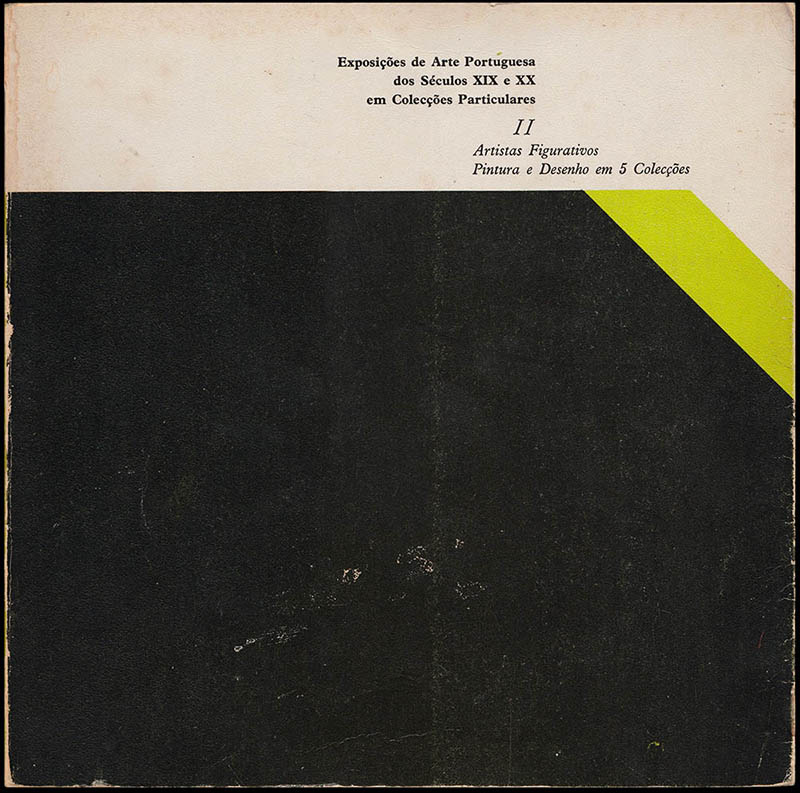 Exposições de Arte Portuguesa
dos Séculos XIX e XX
em Colecções Particulares
II
Artistas Figurativos
Pintura e Desenho em 5 Colecções